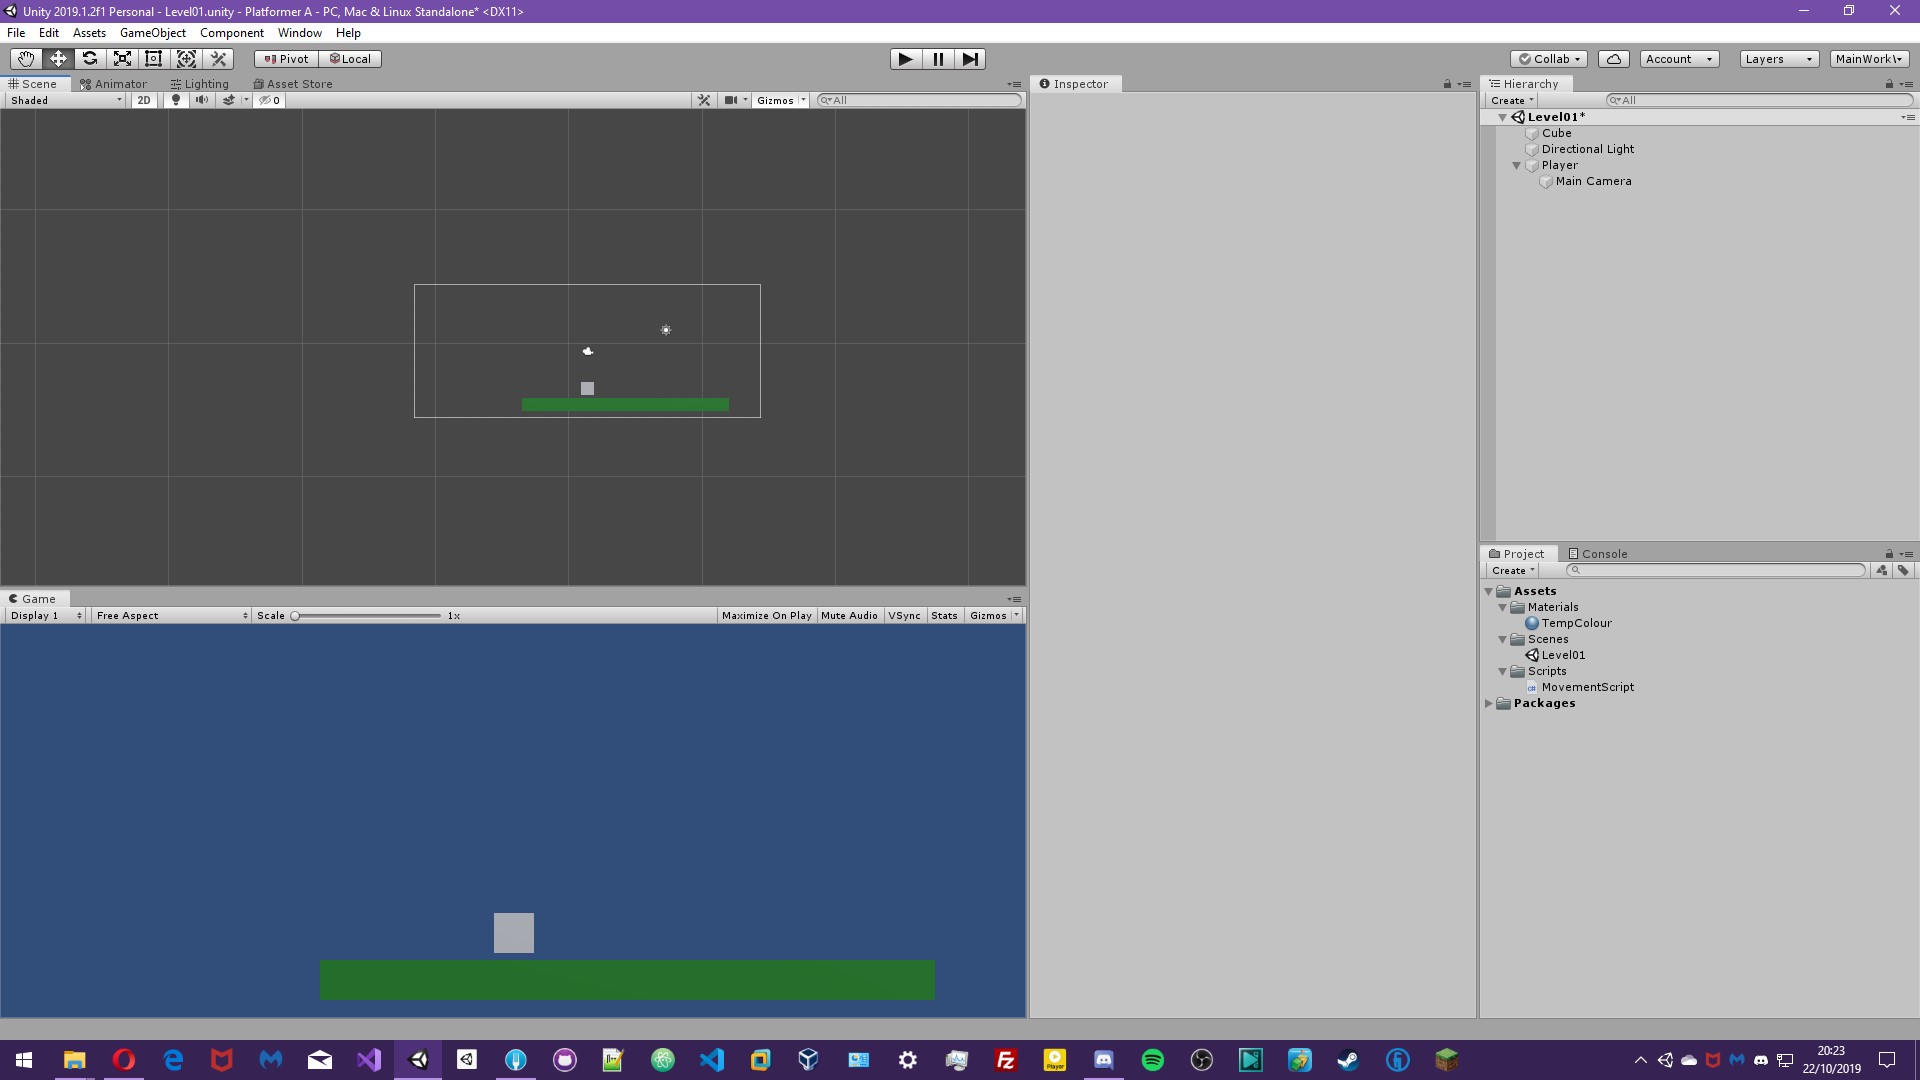 Unity 2019.1.2f1 Personal - Level01.unity - Platformer A - PC, Mac & Linux Standalone* <DX11>
File Edit Assets GameObject Component Window Help
Pivot Local Collab Account Layers MainWork\
Scene Animator Lighting Asset Store
Shaded 2D 0 Gizmos All
Inspector
Hierarchy
Create All
Level01*
Cube
Directional Light
Player
Main Camera
Project Console
Create
Assets
Materials
TempColour
Scenes
Level01
Scripts
MovementScript
Packages
Game
Display 1 Free Aspect Scale 1x Maximize On Play Mute Audio VSync Stats Gizmos
20:23
22/10/2019